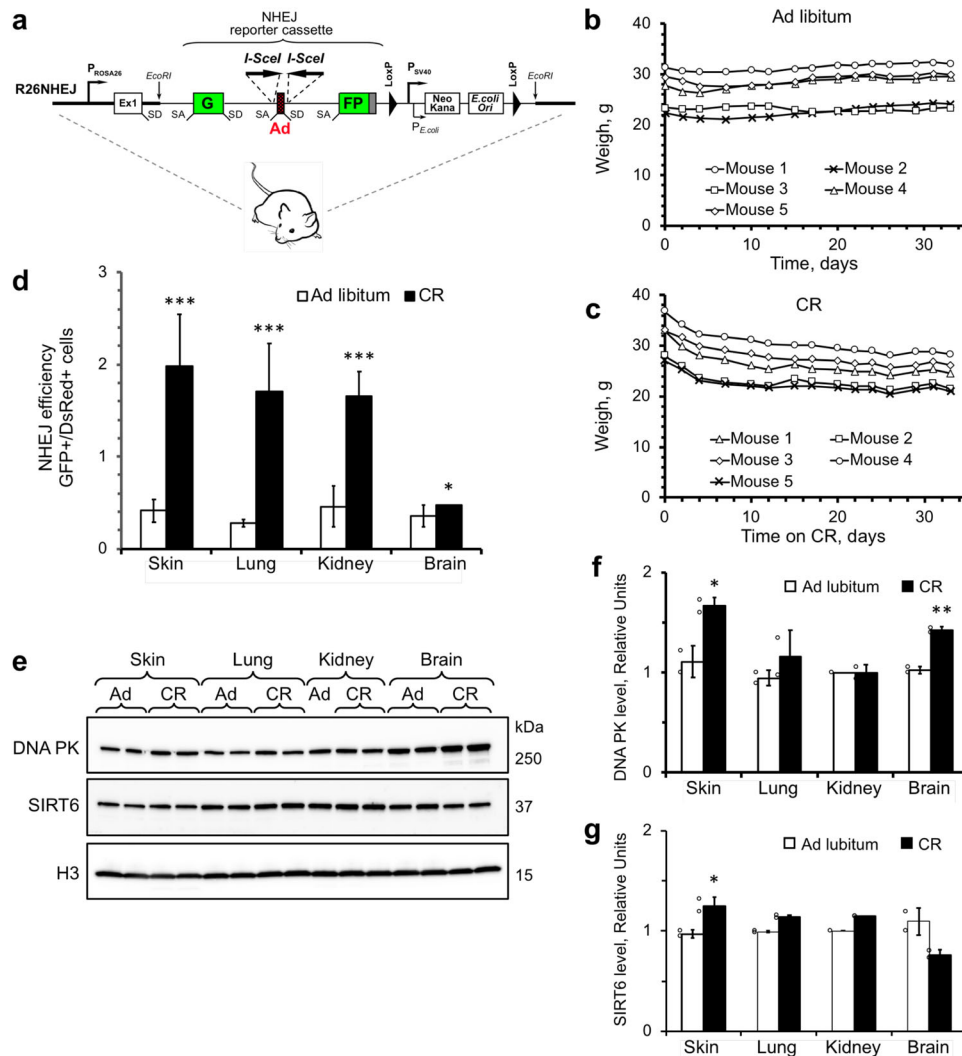 a
NHEJ
reporter cassette
I-SceI I-SceI
P ROSA26
EcoRI
LoxP
P SV40
LoxP
EcoRI
R26NHEJ
Ex1
G
FP
Neo
Kana
E.coli
Ori
SD
SA
SD
SA
SD
SA
Ad
P E.coli
b
Ad libitum
Weigh, g
40
30
20
10
0
Mouse 1
Mouse 2
Mouse 3
Mouse 4
Mouse 5
0 10 20 30
Time, days
c
CR
Weigh, g
40
30
20
10
0
Mouse 1
Mouse 2
Mouse 3
Mouse 4
Mouse 5
0 10 20 30
Time on CR, days
d
NHEJ efficiency
GFP+/DsRed+ cells
3
2
1
0
Ad libitum
CR
***
***
***
*
Skin Lung Kidney Brain
e
Skin Lung Kidney Brain
Ad CR Ad CR Ad CR Ad CR
kDa
DNA PK
250
SIRT6
37
H3
15
f
DNA PK level, Relative Units
2
1
0
Ad lubitum
CR
*
**
Skin Lung Kidney Brain
g
SIRT6 level, Relative Units
2
1
0
Ad lubitum
CR
*
Skin Lung Kidney Brain